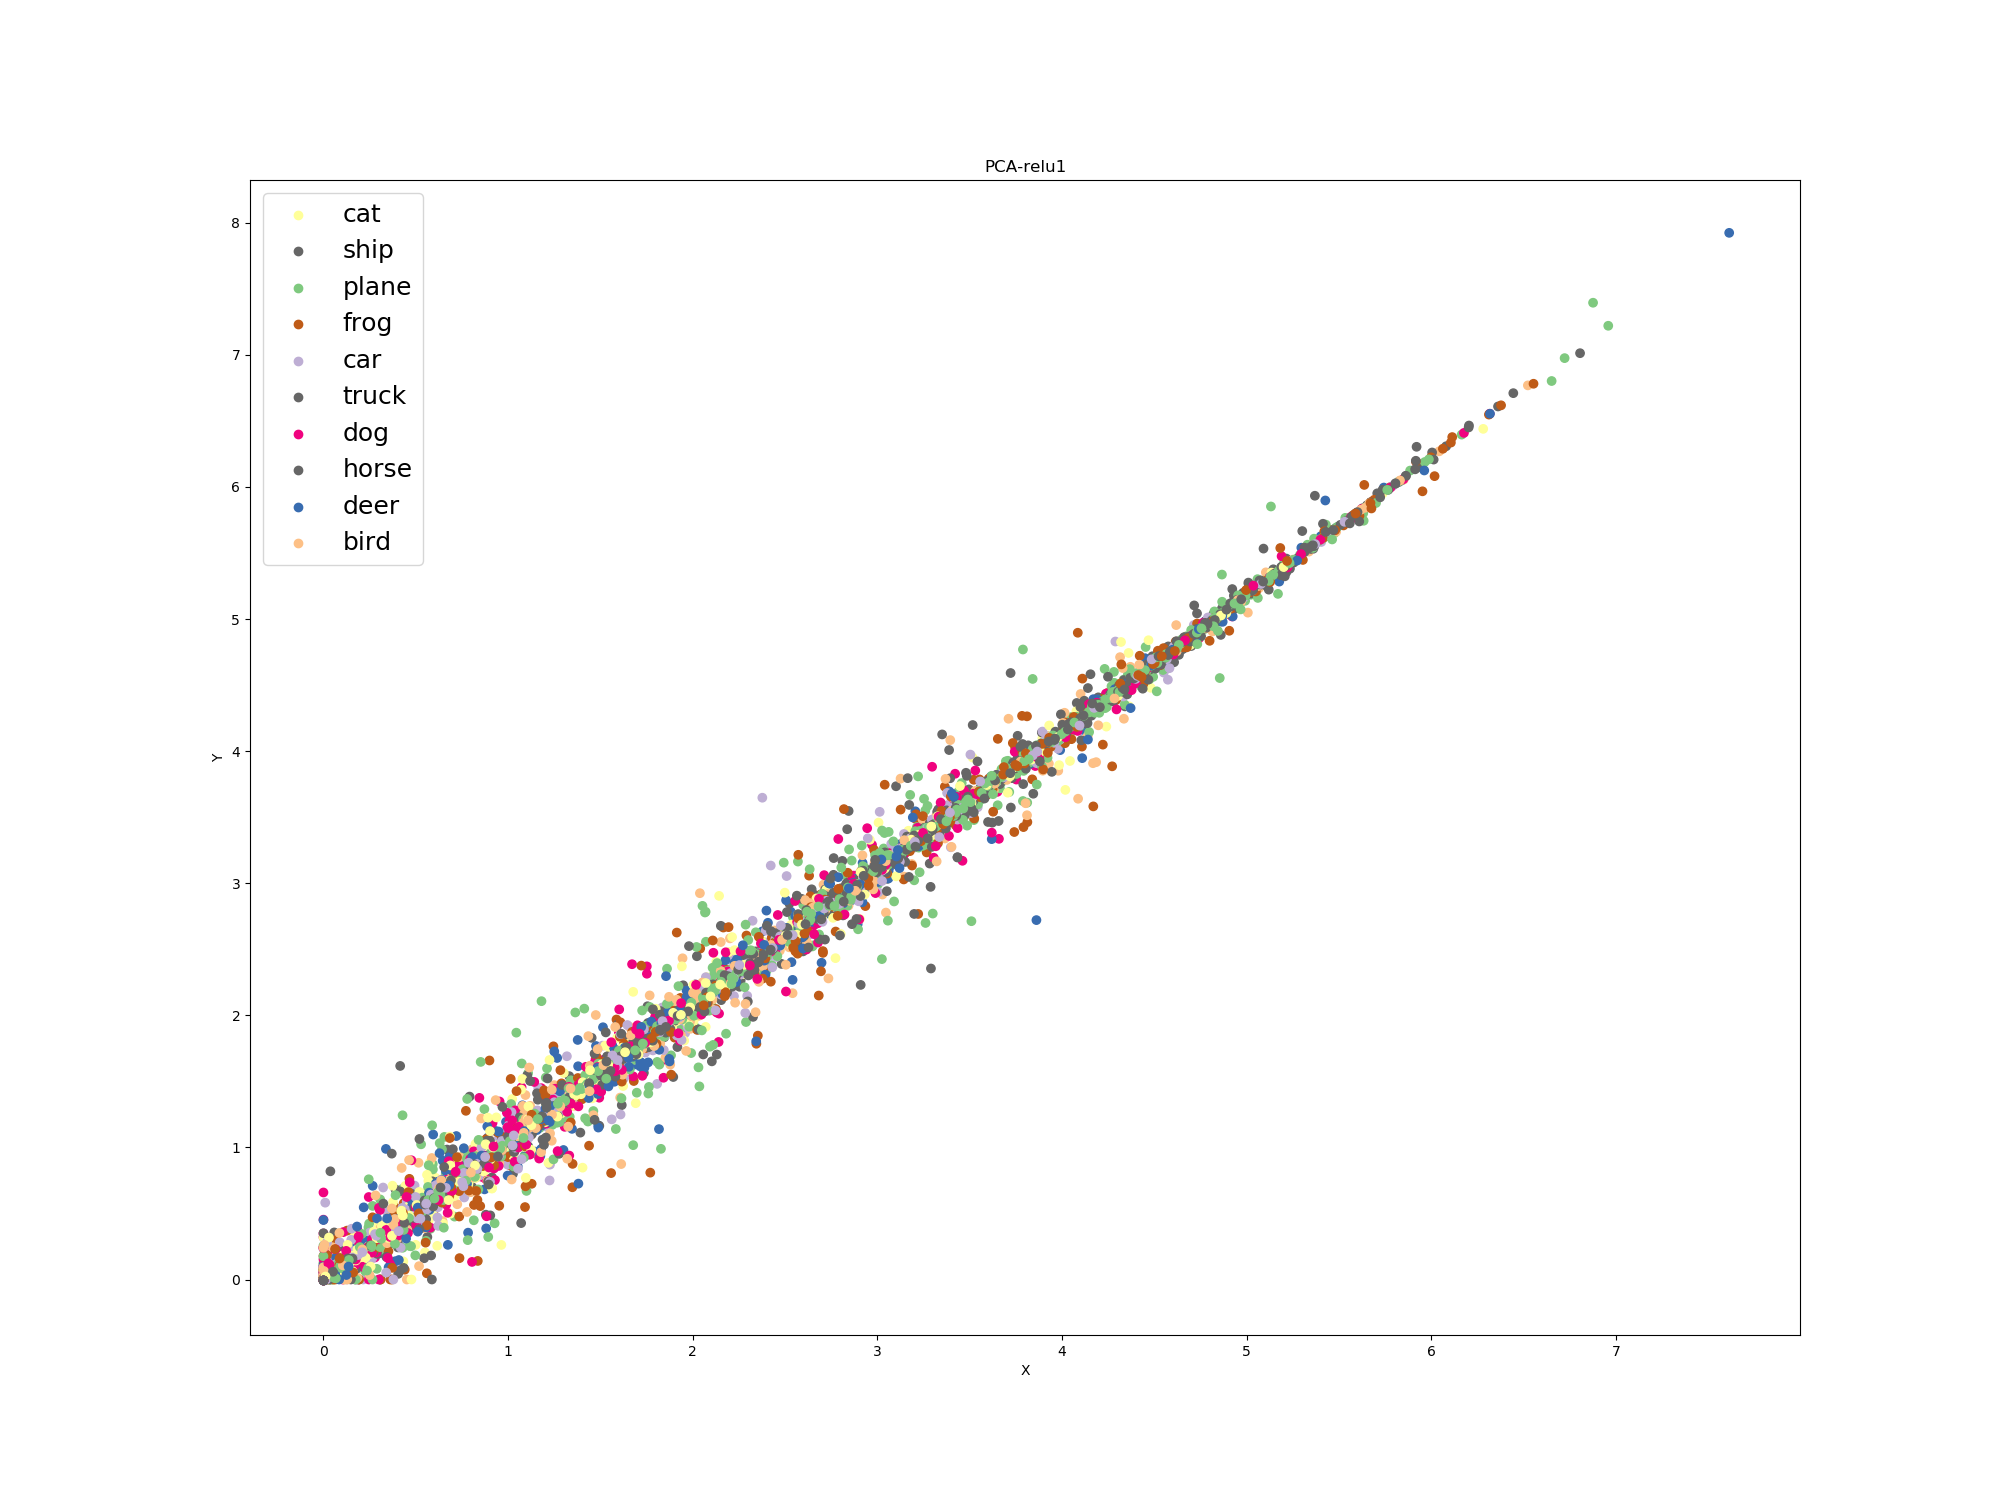 PCA-relu1
cat
ship
plane
frog
car
truck
dog
horse
deer
bird
8
7
6
5
4
3
2
1
0
Y
0 1 2 3 4 5 6 7
X